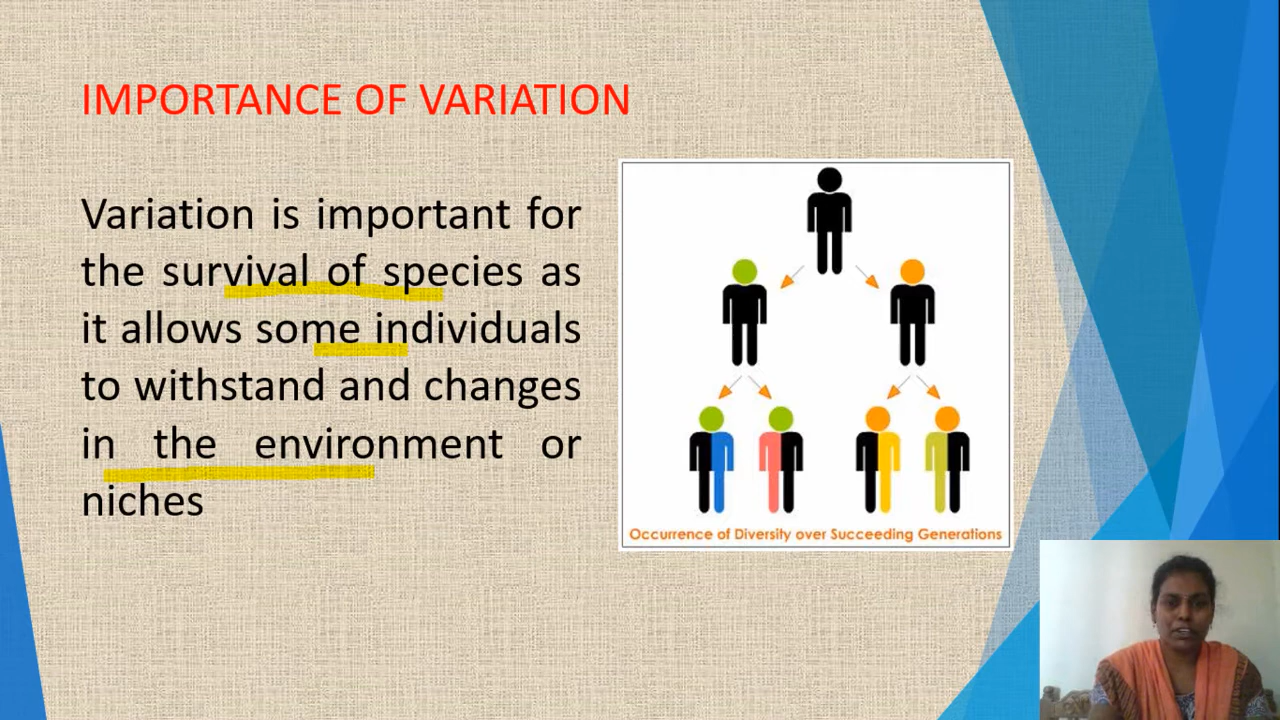 IMPORTANCE OF VARIATION
Variation is important for
the survival of species as
it allows some individuals
to withstand and changes
in the environment or
niches
Occurrence of Diversity over Succeeding Generations